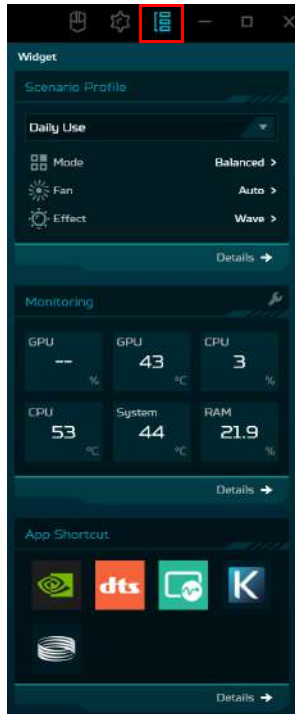 Widget
Scenario Profile
Daily Use
Mode Balanced >
Fan Auto >
Effect Wave >
Details →
Monitoring
GPU GPU CPU
-- 43 3
% °C %
CPU System RAM
53 44 21.9
°C °C %
Details →
App Shortcut
dts K
Details →